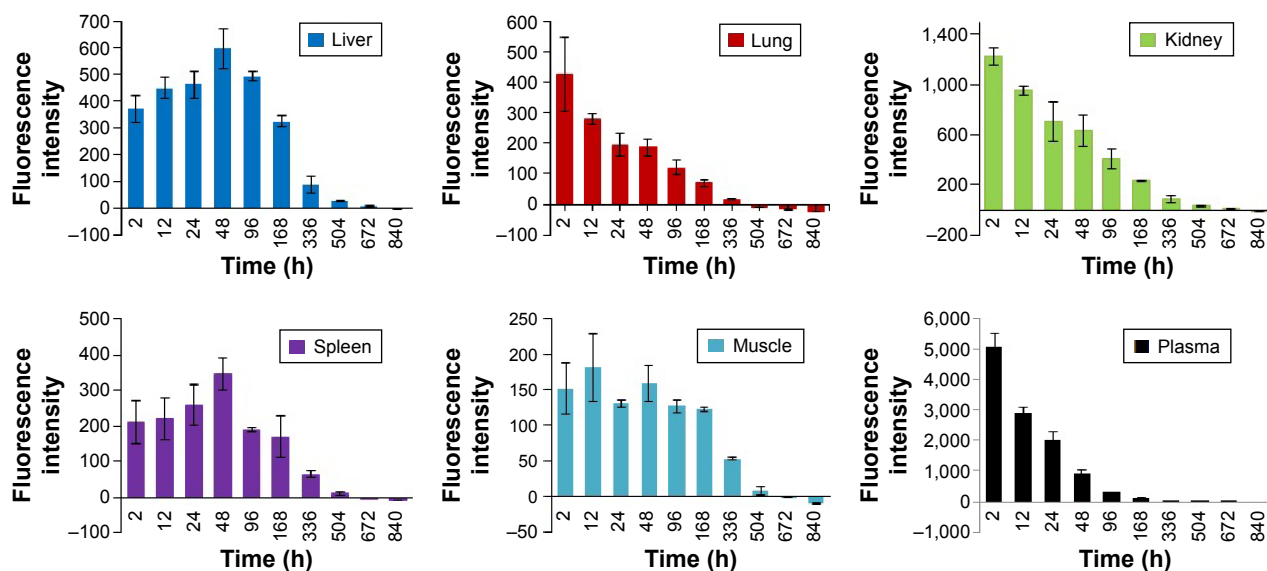 Fluorescence
intensity
700
600
500
400
300
200
100
0
–100
Liver
2 12 24 48 96 168 336 504 672 840
Time (h)
Fluorescence
intensity
600
500
400
300
200
100
0
–100
Lung
2 12 24 48 96 168 336 504 672 840
Time (h)
Fluorescence
intensity
1,400
1,000
600
200
–200
Kidney
2 12 24 48 96 168 336 504 672 840
Time (h)
Fluorescence
intensity
500
400
300
200
100
0
–100
Spleen
2 12 24 48 96 168 336 504 672 840
Time (h)
Fluorescence
intensity
250
200
150
100
50
0
–50
Muscle
2 12 24 48 96 168 336 504 672 840
Time (h)
Fluorescence
intensity
6,000
5,000
4,000
3,000
2,000
1,000
0
–1,000
Plasma
2 12 24 48 96 168 336 504 672 840
Time (h)